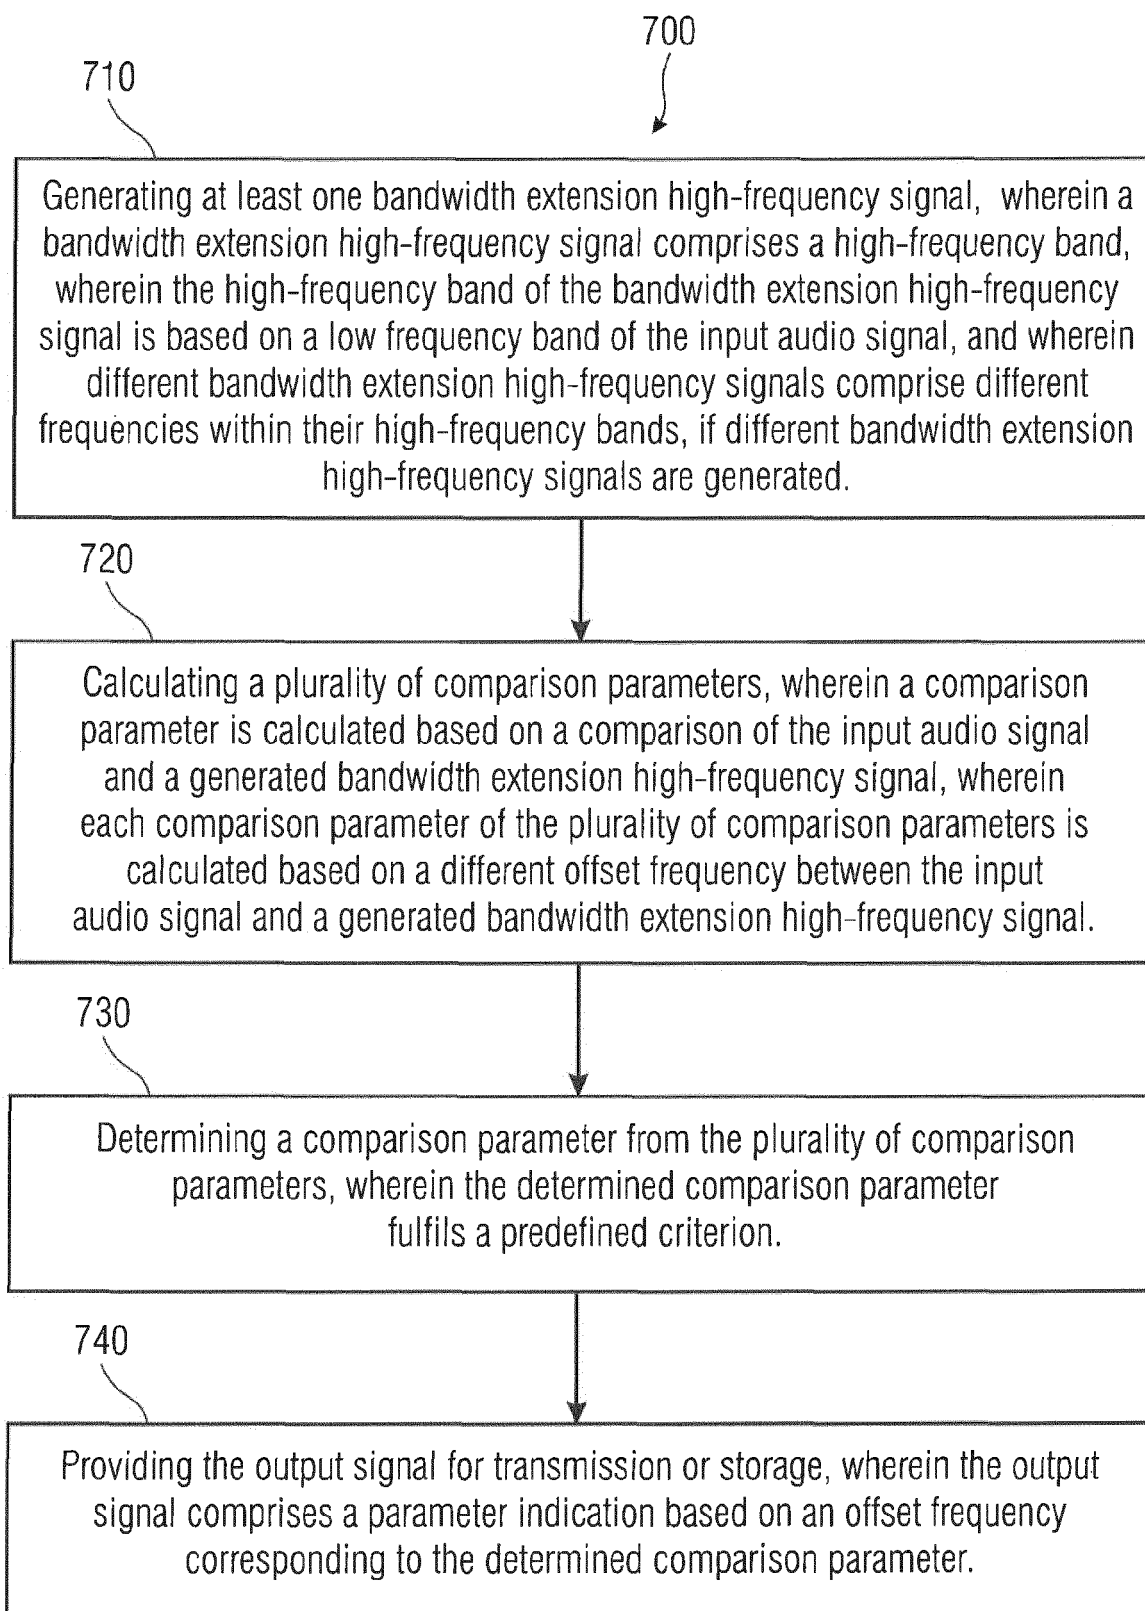 700
710
Generating at least one bandwidth extension high-frequency signal, wherein a
bandwidth extension high-frequency signal comprises a high-frequency band,
wherein the high-frequency band of the bandwidth extension high-frequency
signal is based on a low frequency band of the input audio signal, and wherein
different bandwidth extension high-frequency signals comprise different
frequencies within their high-frequency bands, if different bandwidth extension
high-frequency signals are generated.
720
Calculating a plurality of comparison parameters, wherein a comparison
parameter is calculated based on a comparison of the input audio signal
and a generated bandwidth extension high-frequency signal, wherein
each comparison parameter of the plurality of comparison parameters is
calculated based on a different offset frequency between the input
audio signal and a generated bandwidth extension high-frequency signal.
730
Determining a comparison parameter from the plurality of comparison
parameters, wherein the determined comparison parameter
fulfils a predefined criterion.
740
Providing the output signal for transmission or storage, wherein the output
signal comprises a parameter indication based on an offset frequency
corresponding to the determined comparison parameter.